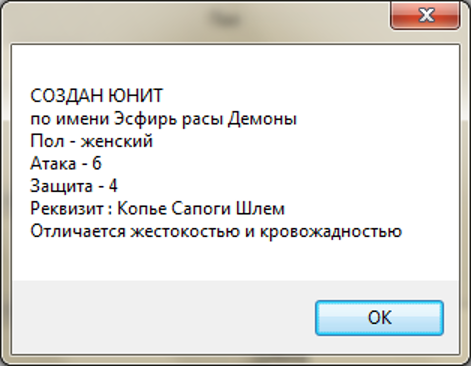 СОЗДАН ЮНИТ
по имени Эсфирь расы Демоны
Пол - женский
Атака - 6
Защита - 4
Реквизит : Копье Сапоги Шлем
Отличается жестокостью и кровожадностью
OK